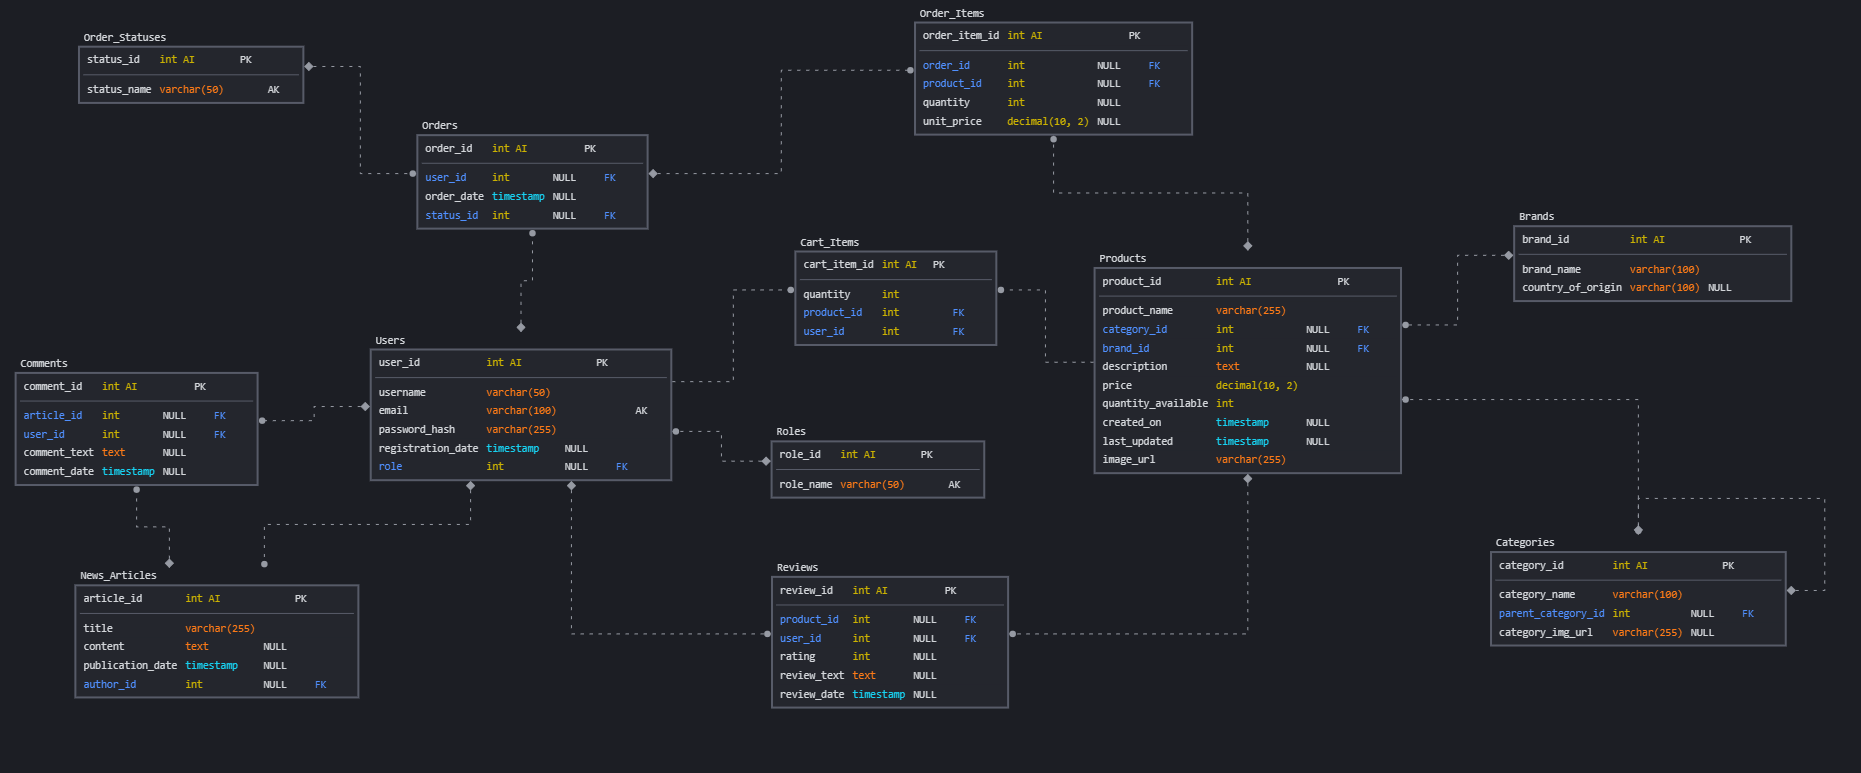 Order_Statuses
status_id int AI PK
status_name varchar(50) AK
Orders
order_id int AI PK
user_id int NULL FK
order_date timestamp NULL
status_id int NULL FK
Order_Items
order_item_id int AI PK
order_id int NULL FK
product_id int NULL FK
quantity int NULL
unit_price decimal(10, 2) NULL
Cart_Items
cart_item_id int AI PK
quantity int
product_id int FK
user_id int FK
Products
product_id int AI PK
product_name varchar(255)
category_id int NULL FK
brand_id int NULL FK
description text NULL
price decimal(10, 2)
quantity_available int
created_on timestamp NULL
last_updated timestamp NULL
image_url varchar(255)
Brands
brand_id int AI PK
brand_name varchar(100)
country_of_origin varchar(100) NULL
Users
user_id int AI PK
username varchar(50)
email varchar(100) AK
password_hash varchar(255)
registration_date timestamp NULL
role int NULL FK
Comments
comment_id int AI PK
article_id int NULL FK
user_id int NULL FK
comment_text text NULL
comment_date timestamp NULL
Roles
role_id int AI PK
role_name varchar(50) AK
News_Articles
article_id int AI PK
title varchar(255)
content text NULL
publication_date timestamp NULL
author_id int NULL FK
Reviews
review_id int AI PK
product_id int NULL FK
user_id int NULL FK
rating int NULL
review_text text NULL
review_date timestamp NULL
Categories
category_id int AI PK
category_name varchar(100)
parent_category_id int NULL FK
category_img_url varchar(255) NULL